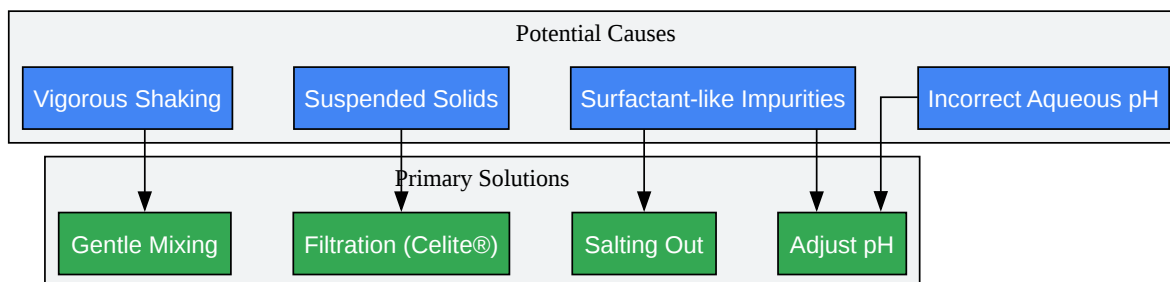 Potential Causes
Vigorous Shaking
Suspended Solids
Surfactant-like Impurities
Incorrect Aqueous pH
Primary Solutions
Gentle Mixing
Filtration (Celite®)
Salting Out
Adjust pH